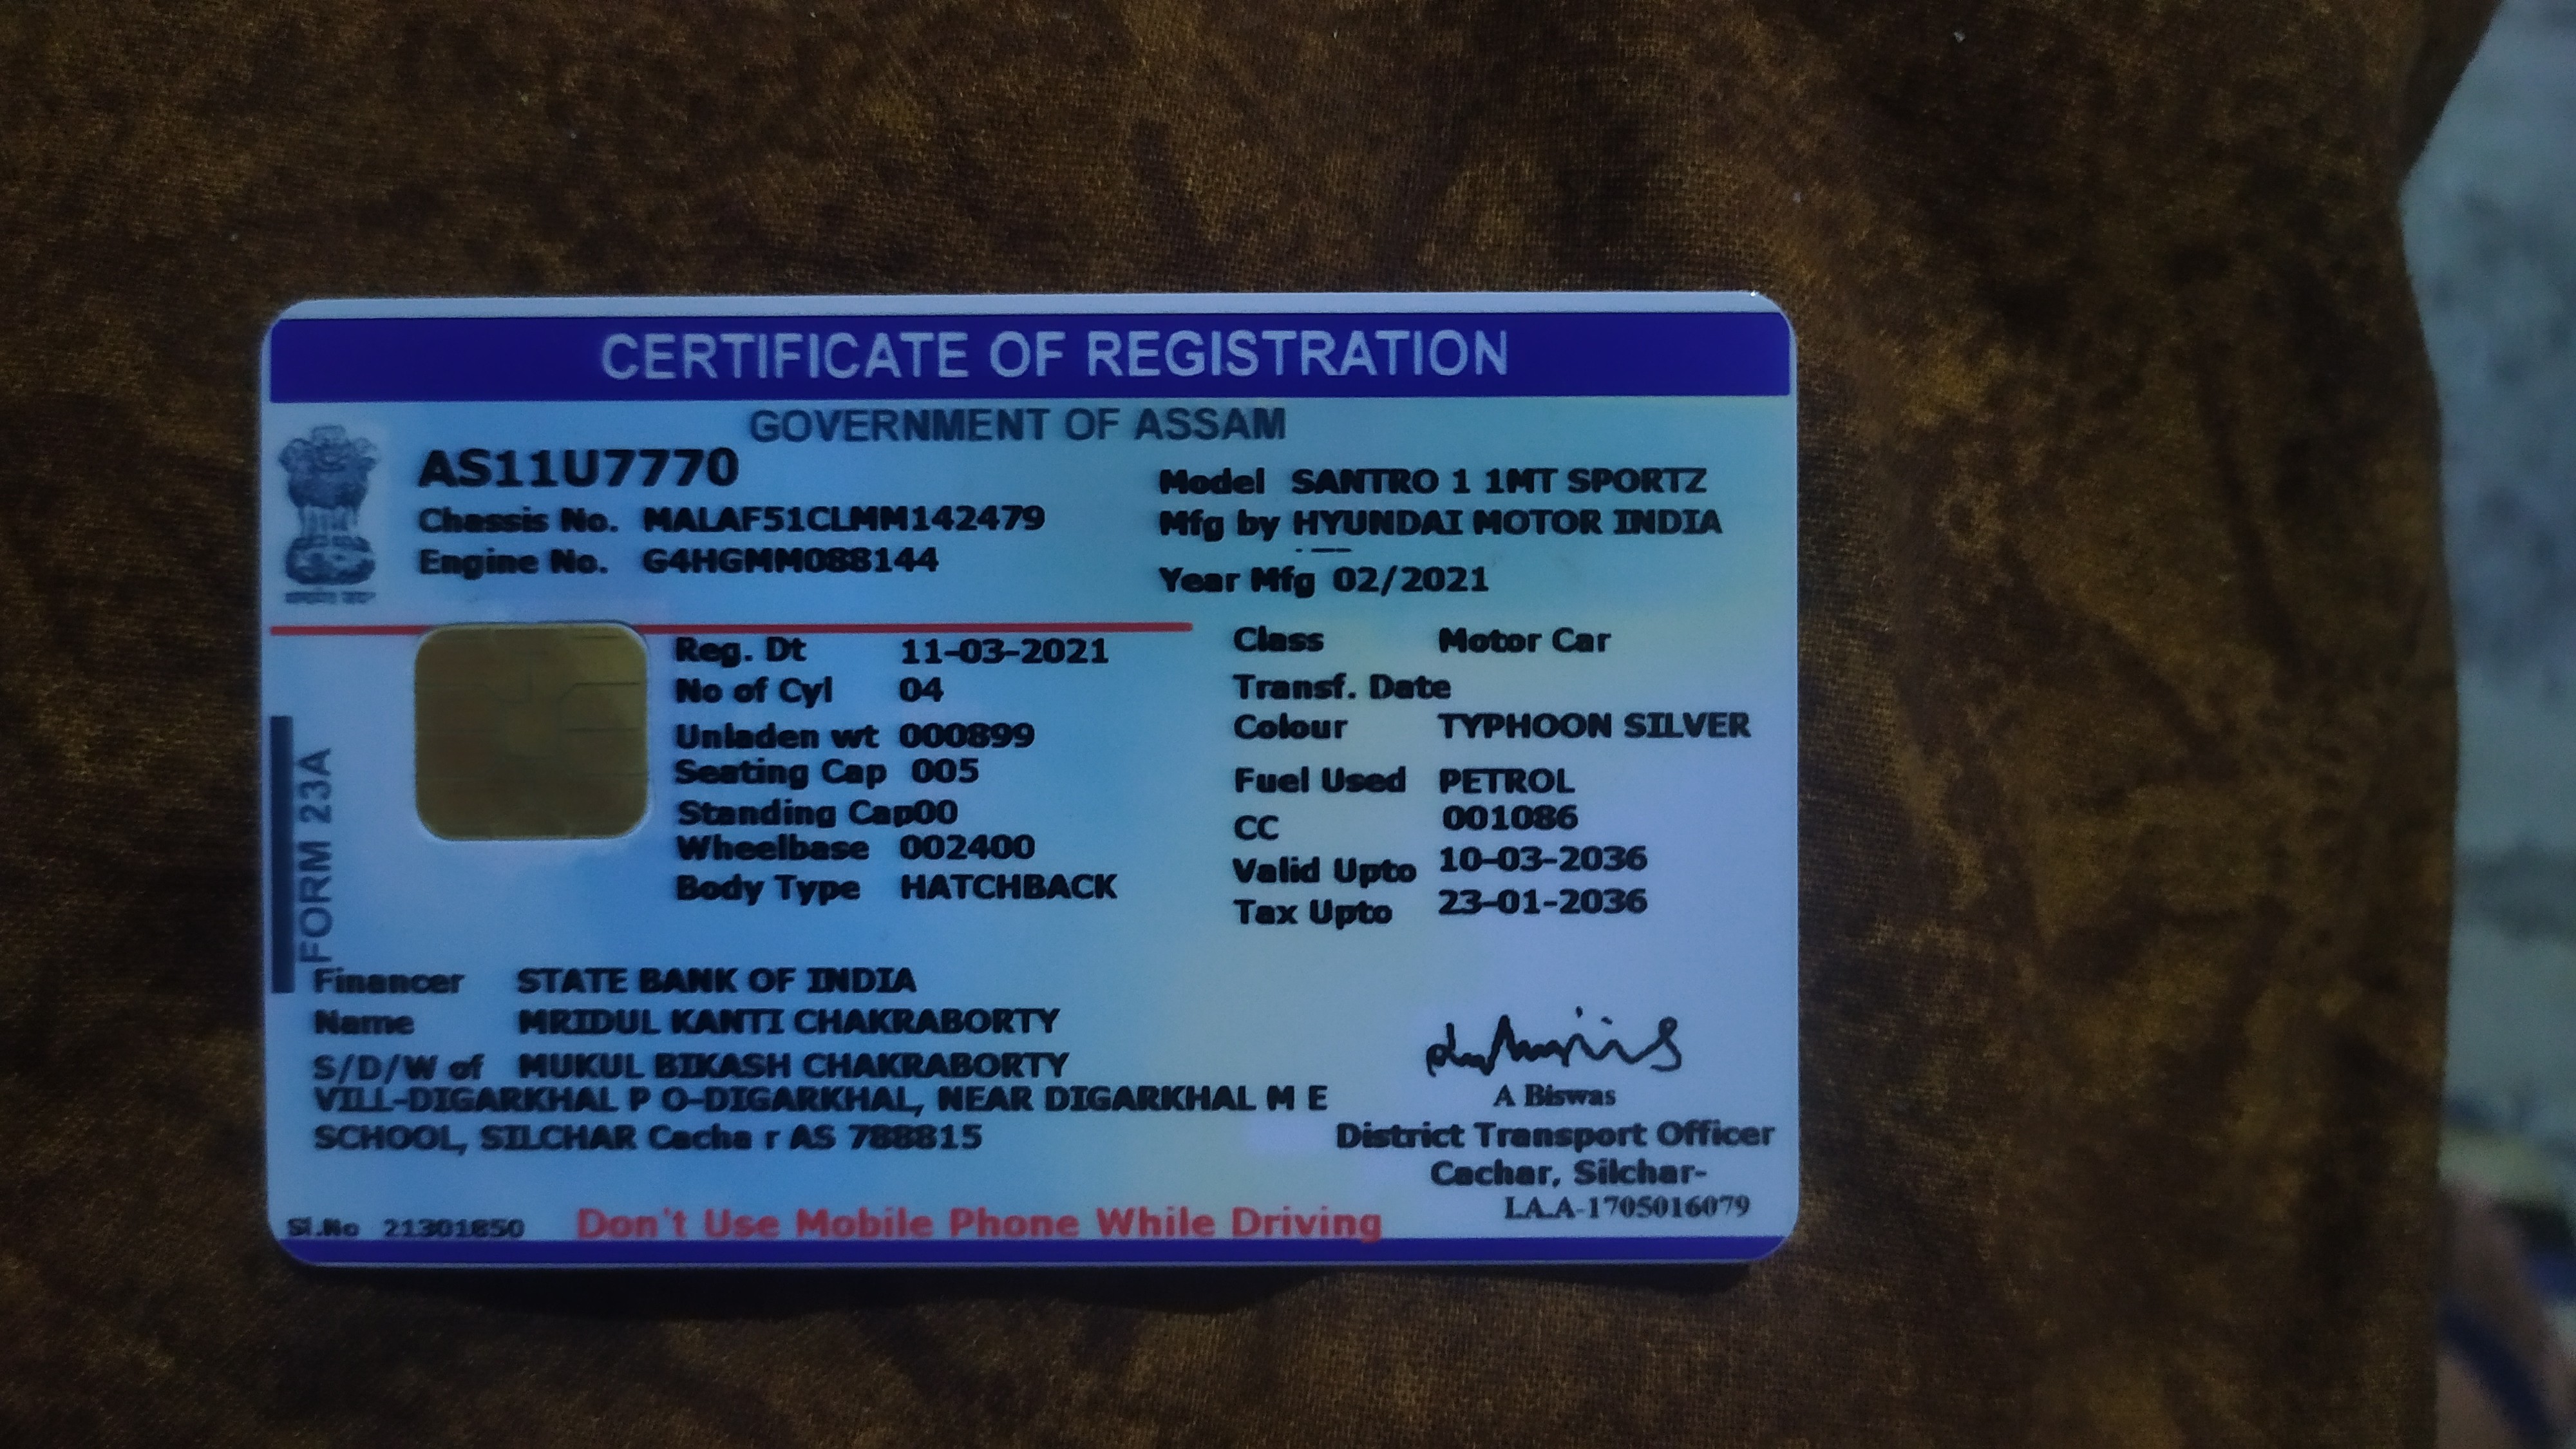 CERTIFICATE OF REGISTRATION
GOVERNMENT OF ASSAM
AS11U7770
Chassis No. MALAF51CLMM142479
Engine No. G4HGMM088144
Model SANTRO 1 1MT SPORTZ
Mfg by HYUNDAI MOTOR INDIA
Year Mfg 02/2021
Reg. Dt 11-03-2021
No of Cyl 04
Unladen wt 000899
Seating Cap 005
Standing Cap00
Wheelbase 002400
Body Type HATCHBACK
Class Motor Car
Transf. Date
Colour TYPHOON SILVER
Fuel Used PETROL
CC 001086
Valid Upto 10-03-2036
Tax Upto 23-01-2036
FORM 23A
Financer STATE BANK OF INDIA
Name MRIDUL KANTI CHAKRABORTY
S/D/W of MUKUL BIKASH CHAKRABORTY
VILL-DIGARKHAL P O-DIGARKHAL, NEAR DIGARKHAL M E
SCHOOL, SILCHAR Cacha r AS 788815
A Biswas
District Transport Officer
Cachar, Silchar-
I.A.A-1705016079
Sl.No 21301850
Don't Use Mobile Phone While Driving